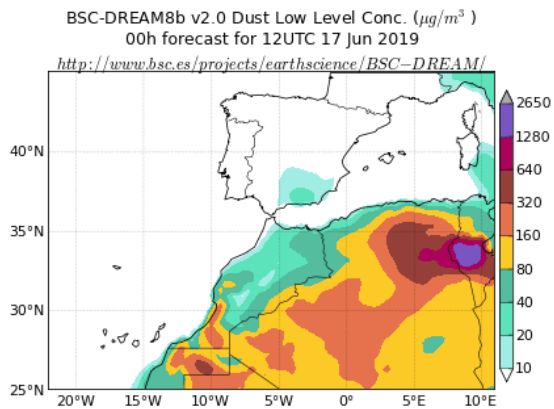 BSC-DREAM8b v2.0 Dust Low Level Conc. (μg/m³ )
00h forecast for 12UTC 17 Jun 2019
http://www.bsc.es/projects/earthscience/BSC−DREAM/
2650
1280
640
320
160
80
40
20
10
40°N
35°N
30°N
25°N
20°W
15°W
10°W
5°W
0°
5°E
10°E